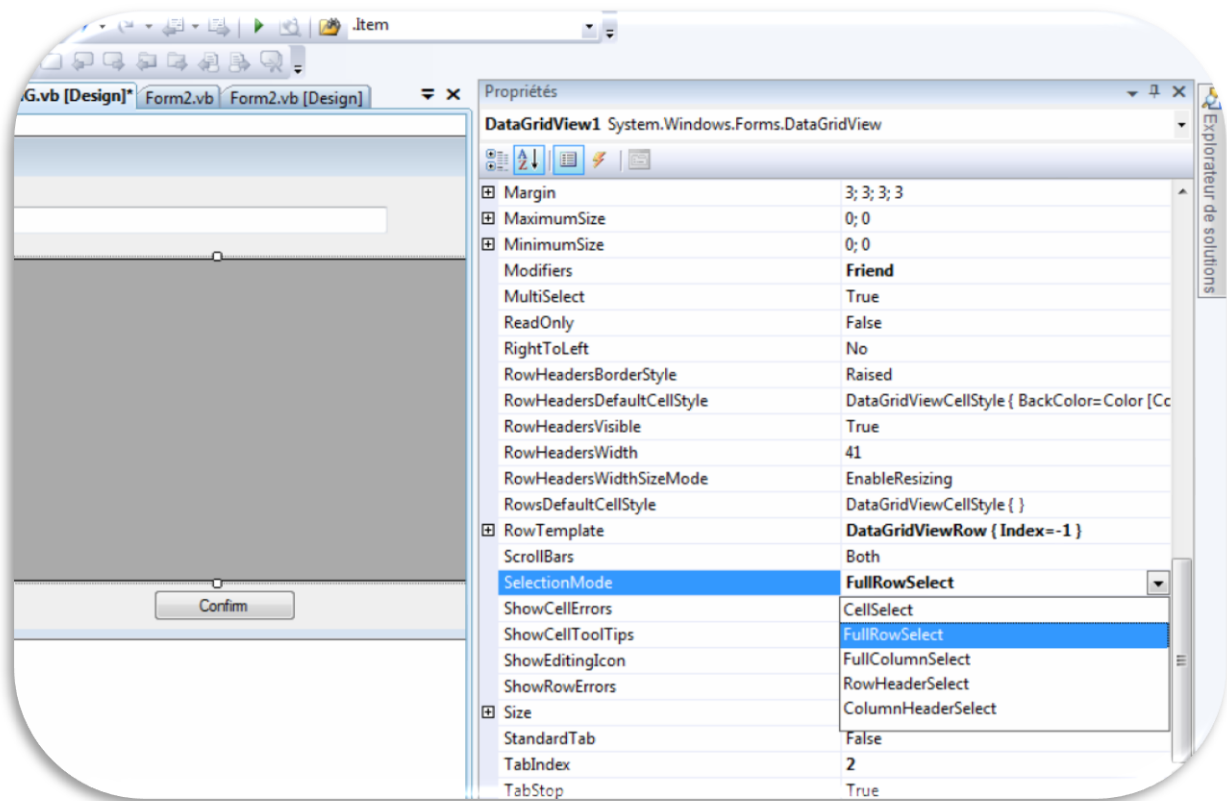 .Item
.G.vb [Design]* Form2.vb Form2.vb [Design]
Confirm
Propriétés
DataGridView1 System.Windows.Forms.DataGridView
Margin 3; 3; 3; 3
MaximumSize 0; 0
MinimumSize 0; 0
Modifiers Friend
MultiSelect True
ReadOnly False
RightToLeft No
RowHeadersBorderStyle Raised
RowHeadersDefaultCellStyle DataGridViewCellStyle { BackColor=Color [Cc
RowHeadersVisible True
RowHeadersWidth 41
RowHeadersWidthSizeMode EnableResizing
RowsDefaultCellStyle DataGridViewCellStyle { }
RowTemplate DataGridViewRow { Index=-1 }
ScrollBars Both
SelectionMode FullRowSelect
ShowCellErrors CellSelect
ShowCellToolTips FullRowSelect
ShowEditingIcon FullColumnSelect
ShowRowErrors RowHeaderSelect
Size ColumnHeaderSelect
StandardTab False
TabIndex 2
TabStop True
Explorateur de solutions